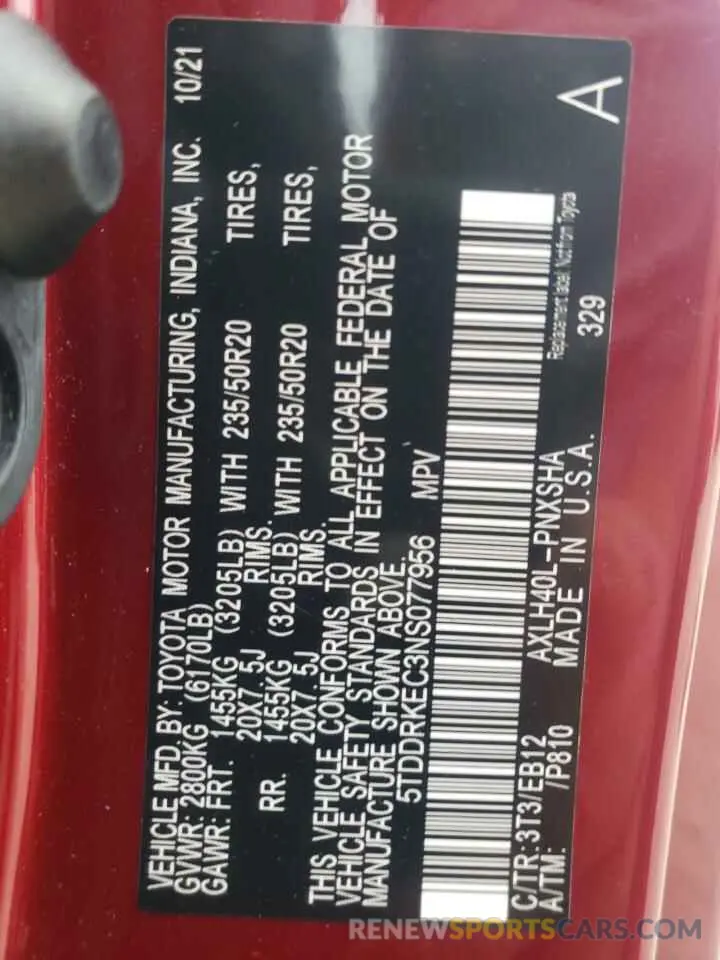 VEHICLE MFD. BY: TOYOTA MOTOR MANUFACTURING, INDIANA, INC. 10/21
GVWR: 2800KG (6170LB)
GAWR: FRT. 1455KG (3205LB) WITH 235/50R20 TIRES,
20X7.5J RIMS.
RR. 1455KG (3205LB) WITH 235/50R20 TIRES,
20X7.5J RIMS.
THIS VEHICLE CONFORMS TO ALL APPLICABLE FEDERAL MOTOR
VEHICLE SAFETY STANDARDS IN EFFECT ON THE DATE OF
MANUFACTURE SHOWN ABOVE.
5TDDRKEC3NS077956 MPV
Replacement label. Not from Toyota
C/TR: 3T3/EB12 AXLH40L-PNXSHA 329
A/TM: /P810 MADE IN U.S.A. A
RENEWSPORTSCARS.COM